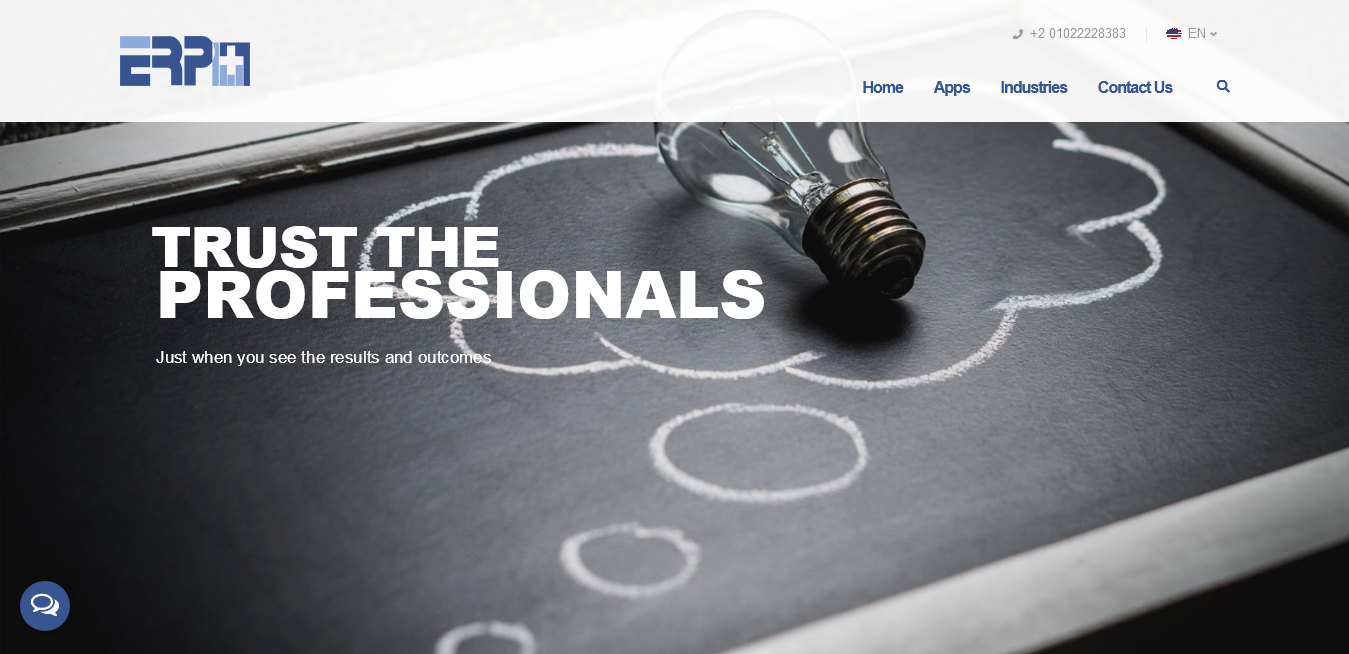 +2 01022228383
EN
ERP+
Home Apps Industries Contact Us
TRUST THE
PROFESSIONALS
Just when you see the results and outcomes